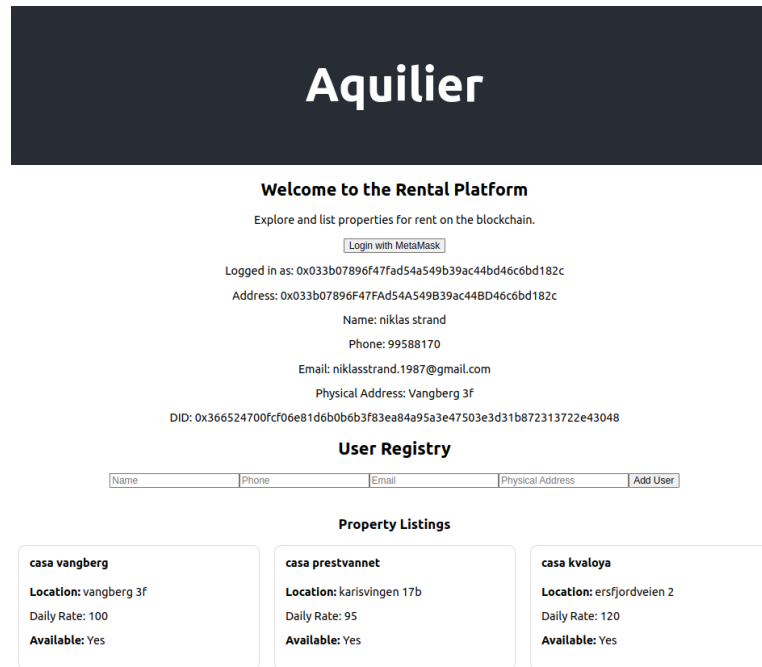 Aquilier
Welcome to the Rental Platform
Explore and list properties for rent on the blockchain.
Login with MetaMask
Logged in as: 0x033b07896f47fad54a549b39ac44bd46c6bd182c
Address: 0x033b07896F47FAd54A549B39ac44BD46c6bd182c
Name: niklas strand
Phone: 99588170
Email: niklasstrand.1987@gmail.com
Physical Address: Vangberg 3f
DID: 0x366524700fcf06e81d6b0b6b3f83ea84a95a3e47503e3d31b872313722e43048
User Registry
Name Phone Email Physical Address Add User
Property Listings
casa vangberg
Location: vangberg 3f
Daily Rate: 100
Available: Yes
casa prestvannet
Location: karisvingen 17b
Daily Rate: 95
Available: Yes
casa kvaloya
Location: ersfjordveien 2
Daily Rate: 120
Available: Yes